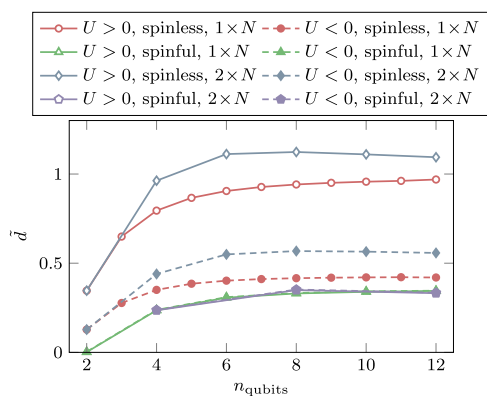 U > 0, spinless, 1×N U < 0, spinless, 1×N
U > 0, spinful, 1×N U < 0, spinful, 1×N
U > 0, spinless, 2×N U < 0, spinless, 2×N
U > 0, spinful, 2×N U < 0, spinful, 2×N
1
0.5
0
d̃
2 4 6 8 10 12
n_qubits